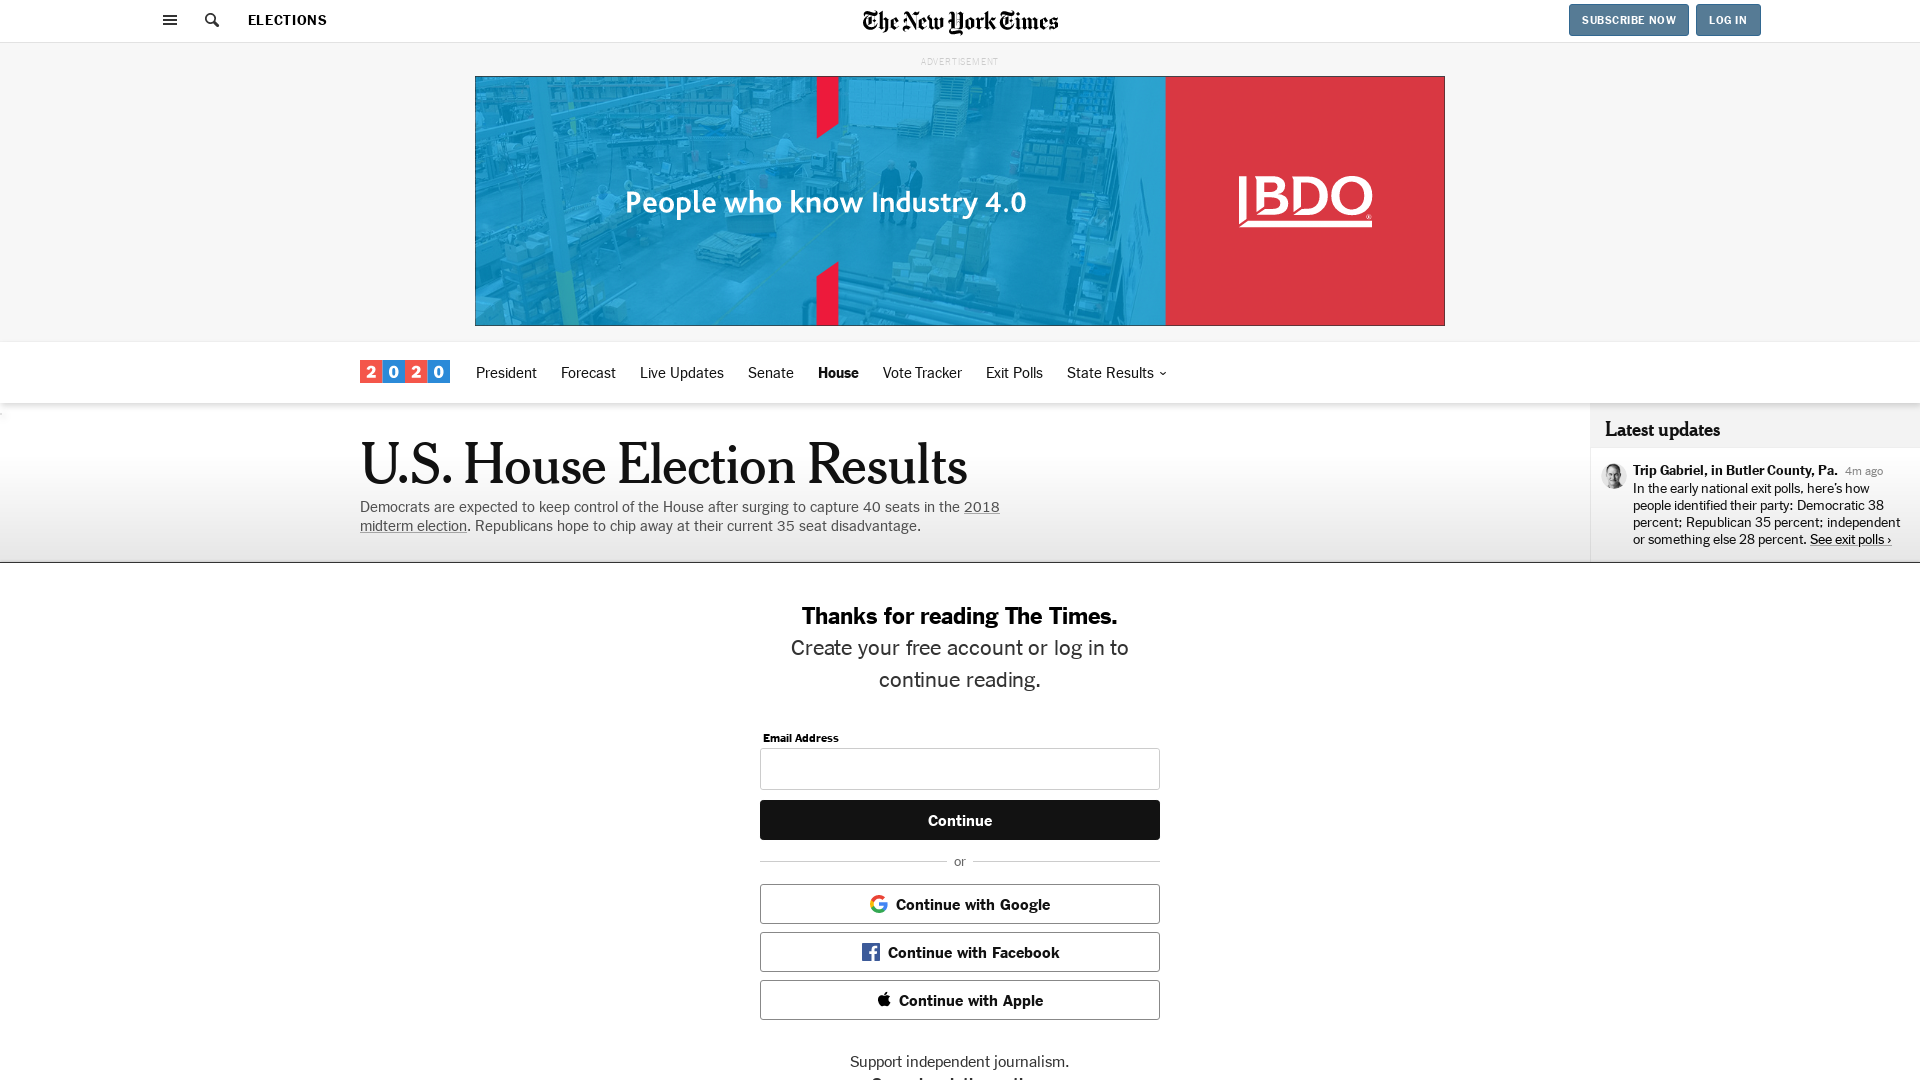 ELECTIONS
The New York Times
SUBSCRIBE NOW
LOG IN
ADVERTISEMENT
People who know Industry 4.0
BDO
2020
President
Forecast
Live Updates
Senate
House
Vote Tracker
Exit Polls
State Results
U.S. House Election Results
Democrats are expected to keep control of the House after surging to capture 40 seats in the 2018
midterm election. Republicans hope to chip away at their current 35 seat disadvantage.
Latest updates
Trip Gabriel, in Butler County, Pa. 4m ago
In the early national exit polls, here’s how
people identified their party: Democratic 38
percent; Republican 35 percent; independent
or something else 28 percent. See exit polls ›
Thanks for reading The Times.
Create your free account or log in to
continue reading.
Email Address
Continue
or
Continue with Google
Continue with Facebook
Continue with Apple
Support independent journalism.